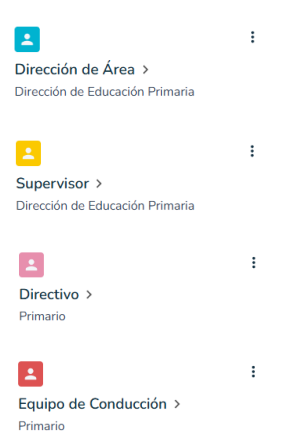 Dirección de Área >
Dirección de Educación Primaria
Supervisor >
Dirección de Educación Primaria
Directivo >
Primario
Equipo de Conducción >
Primario